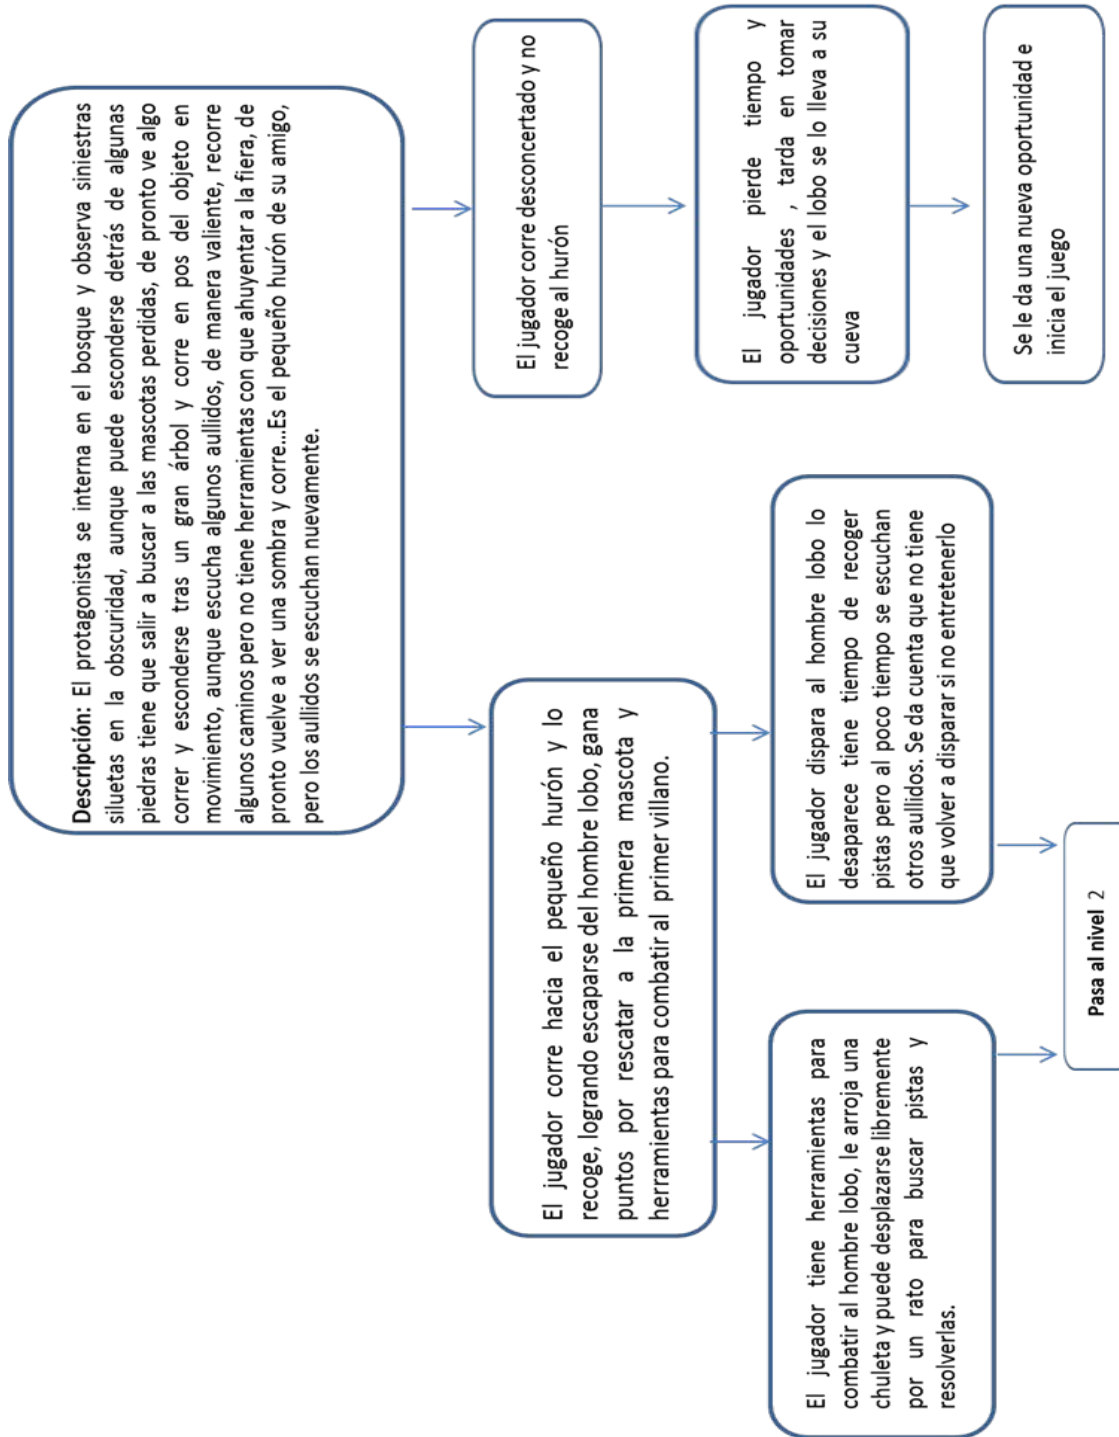 Descripción: El protagonista se interna en el bosque y observa siniestras
siluetas en la obscuridad, aunque puede esconderse detrás de algunas
piedras tiene que salir a buscar a las mascotas perdidas, de pronto ve algo
correr y esconderse tras un gran árbol y corre en pos del objeto en
movimiento, aunque escucha algunos aullidos, de manera valiente, recorre
algunos caminos pero no tiene herramientas con que ahuyentar a la fiera, de
pronto vuelve a ver una sombra y corre...Es el pequeño hurón de su amigo,
pero los aullidos se escuchan nuevamente.
El jugador corre hacia el pequeño hurón y lo
recoge, logrando escaparse del hombre lobo, gana
puntos por rescatar a la primera mascota y
herramientas para combatir al primer villano.
El jugador corre desconcertado y no
recoge al hurón
El jugador tiene herramientas para
combatir al hombre lobo, le arroja una
chuleta y puede desplazarse libremente
por un rato para buscar pistas y
resolverlas.
El jugador dispara al hombre lobo lo
desaparece tiene tiempo de recoger
pistas pero al poco tiempo se escuchan
otros aullidos. Se da cuenta que no tiene
que volver a disparar si no entretenerlo
El jugador pierde tiempo y
oportunidades , tarda en tomar
decisiones y el lobo se lo lleva a su
cueva
Pasa al nivel 2
Se le da una nueva oportunidad e
inicia el juego